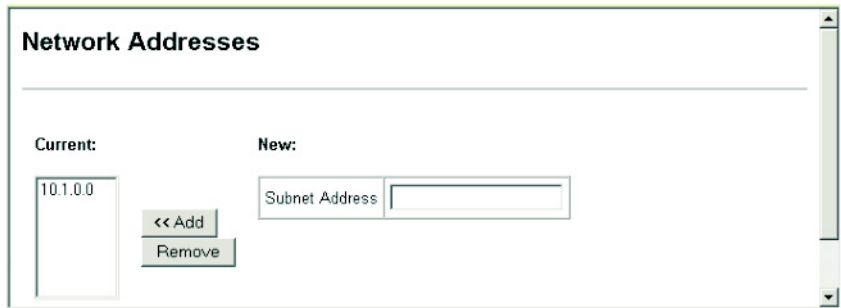 Network Addresses
Current:
New:
10.1.0.0
Subnet Address
<< Add
Remove